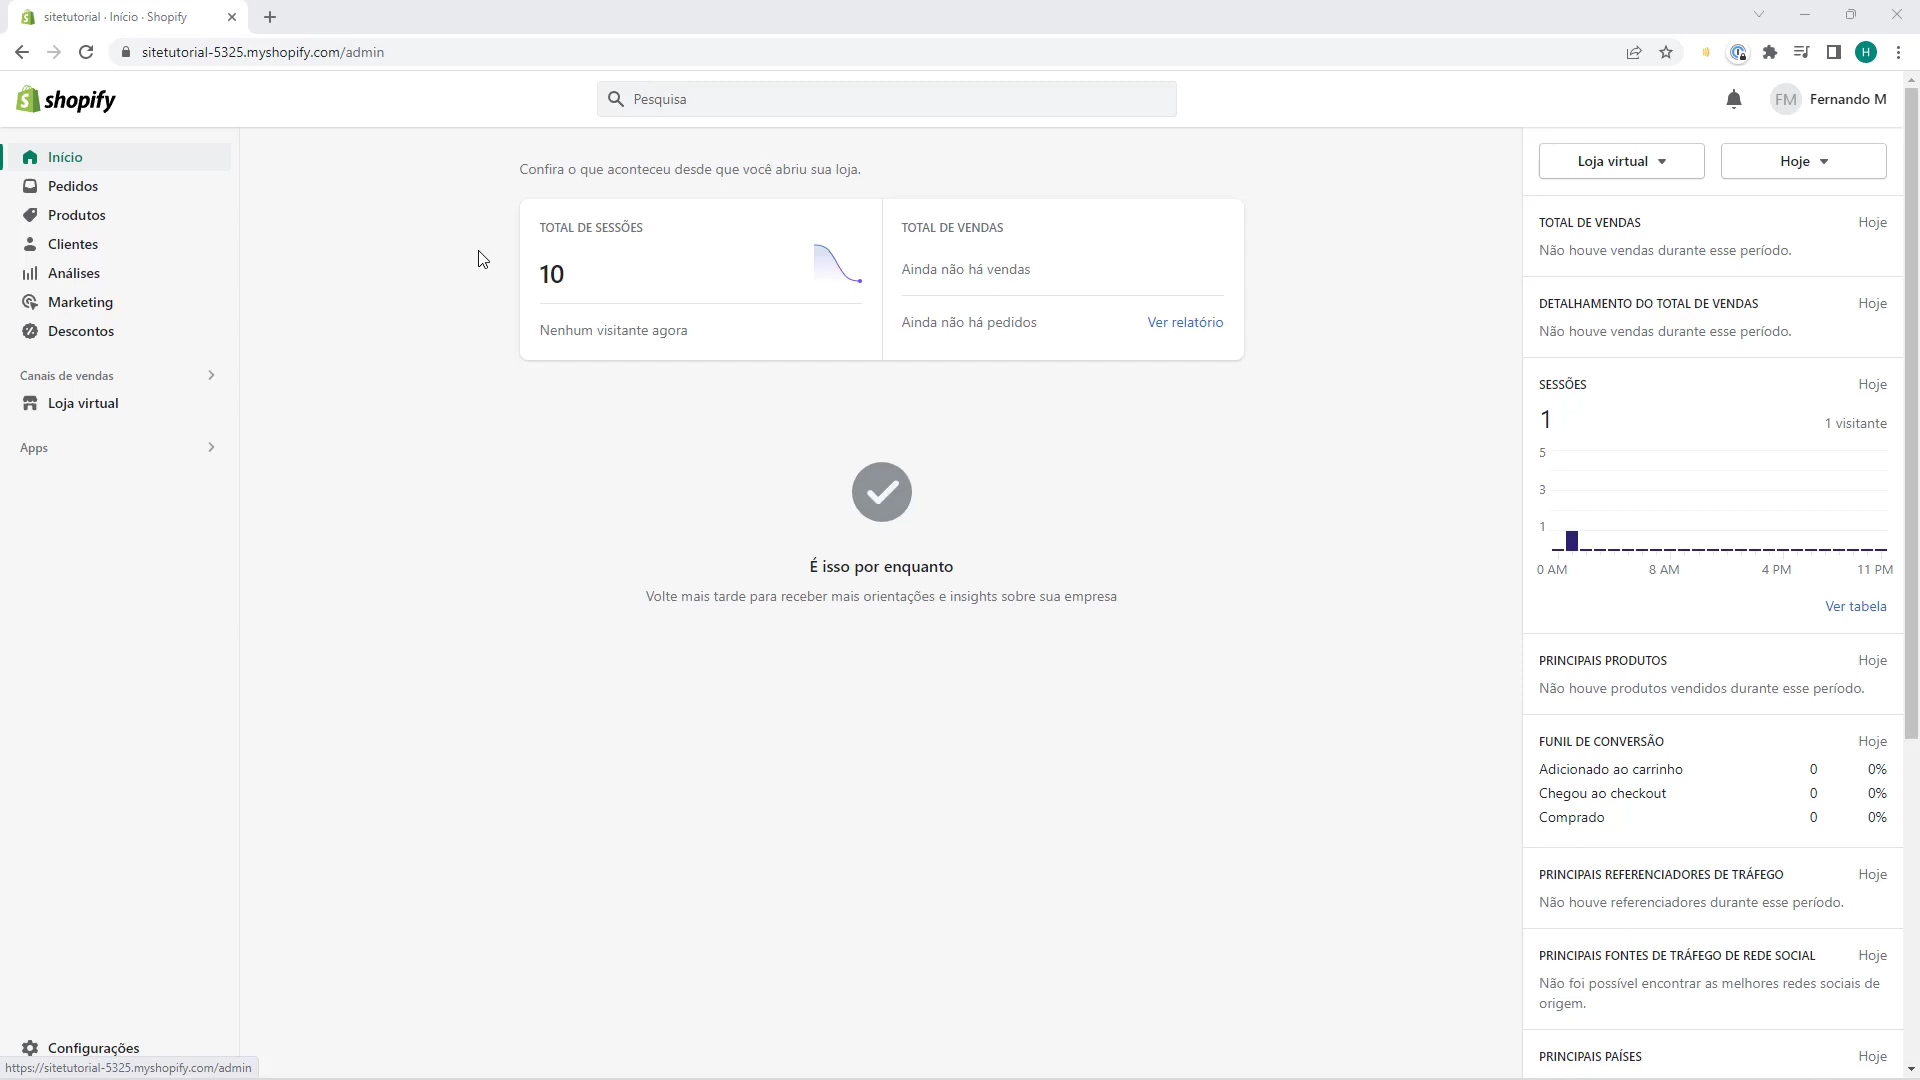 sitetutorial · Início · Shopify
sitetutorial-5325.myshopify.com/admin
H
shopify
Pesquisa
FM
Fernando M
Início
Pedidos
Produtos
Clientes
Análises
Marketing
Descontos
Canais de vendas
Loja virtual
Apps
Configurações
https://sitetutorial-5325.myshopify.com/admin
Confira o que aconteceu desde que você abriu sua loja.
TOTAL DE SESSÕES
10
Nenhum visitante agora
TOTAL DE VENDAS
Ainda não há vendas
Ainda não há pedidos
Ver relatório
É isso por enquanto
Volte mais tarde para receber mais orientações e insights sobre sua empresa
Loja virtual
Hoje
TOTAL DE VENDAS Hoje
Não houve vendas durante esse período.
DETALHAMENTO DO TOTAL DE VENDAS Hoje
Não houve vendas durante esse período.
SESSÕES Hoje
1 1 visitante
5
3
1
0 AM 8 AM 4 PM 11 PM
Ver tabela
PRINCIPAIS PRODUTOS Hoje
Não houve produtos vendidos durante esse período.
FUNIL DE CONVERSÃO Hoje
Adicionado ao carrinho 0 0%
Chegou ao checkout 0 0%
Comprado 0 0%
PRINCIPAIS REFERENCIADORES DE TRÁFEGO Hoje
Não houve referenciadores durante esse período.
PRINCIPAIS FONTES DE TRÁFEGO DE REDE SOCIAL Hoje
Não foi possível encontrar as melhores redes sociais de
origem.
PRINCIPAIS PAÍSES Hoje